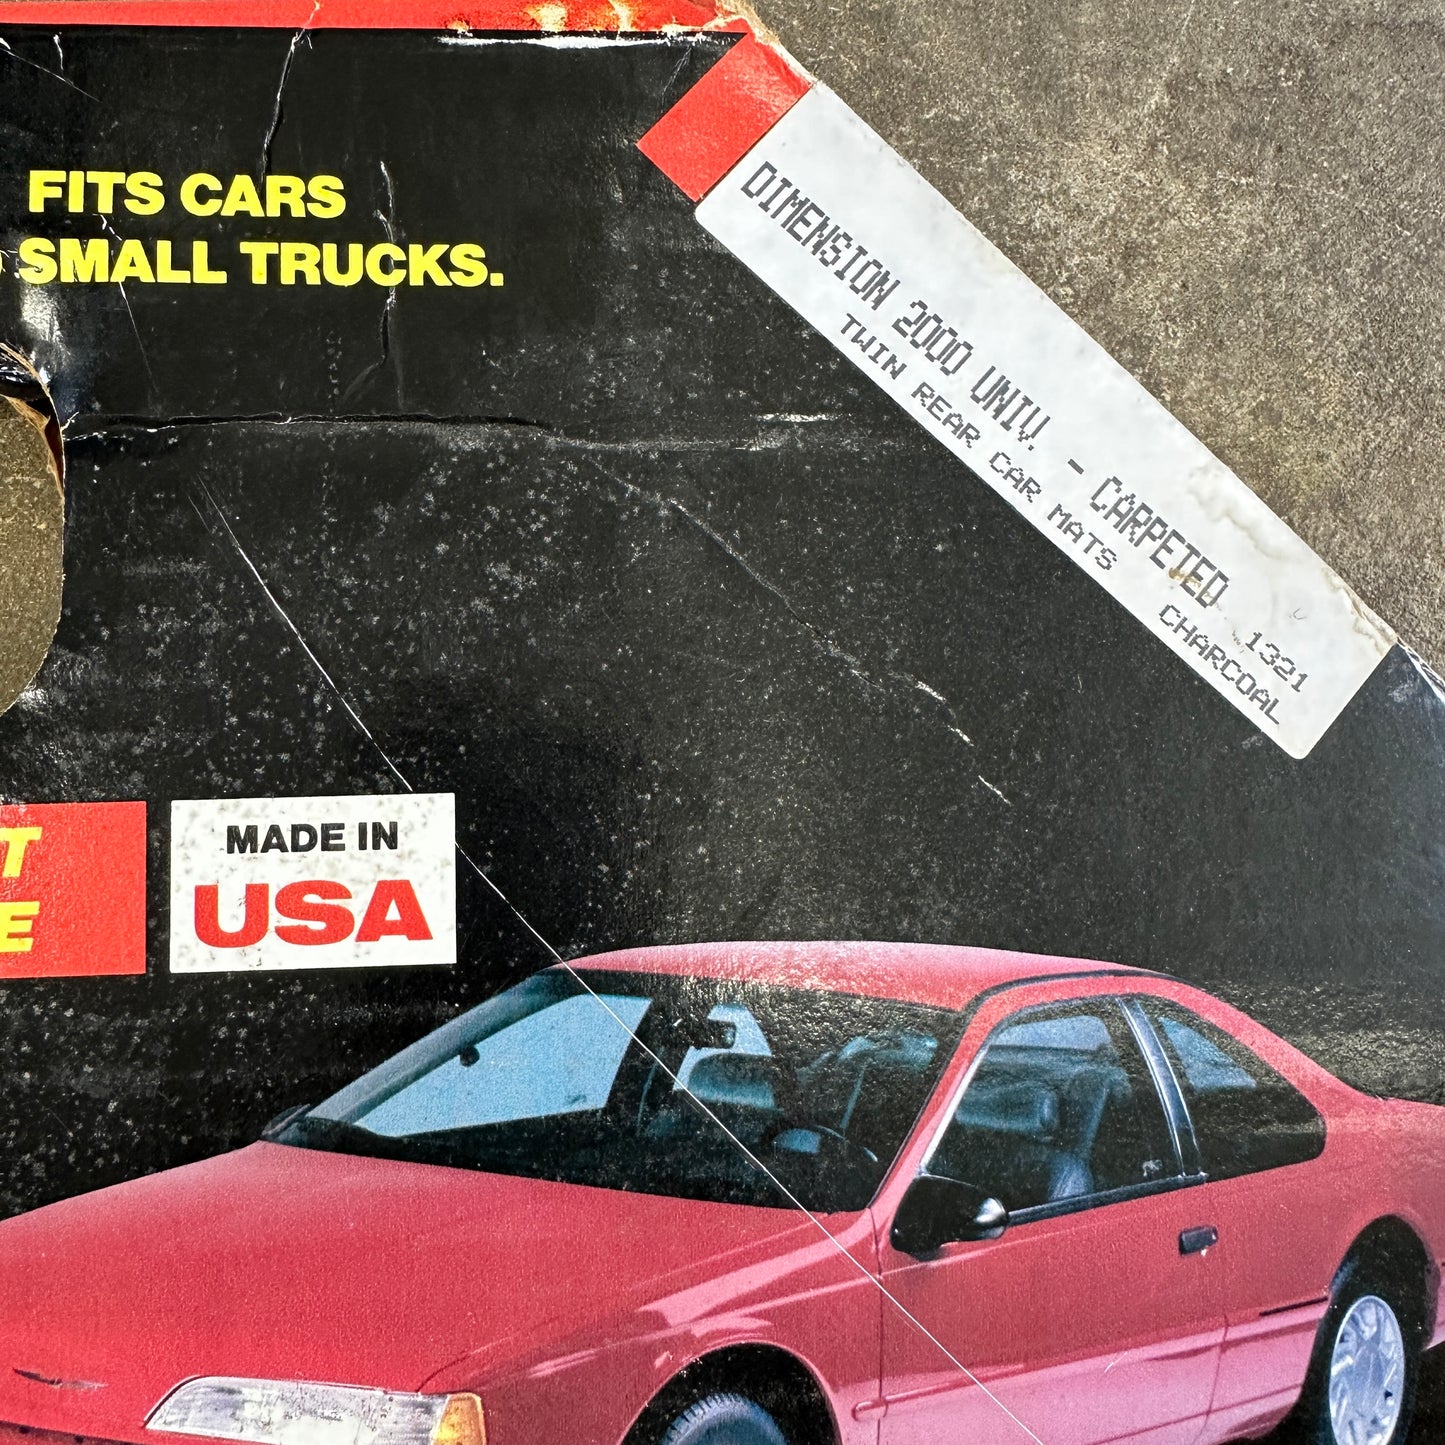 FITS CARS
SMALL TRUCKS.
DIMENSION 2000 UNIV. - CARPETED 1321
TWIN REAR CAR MATS CHARCOAL
T
E
MADE IN
USA